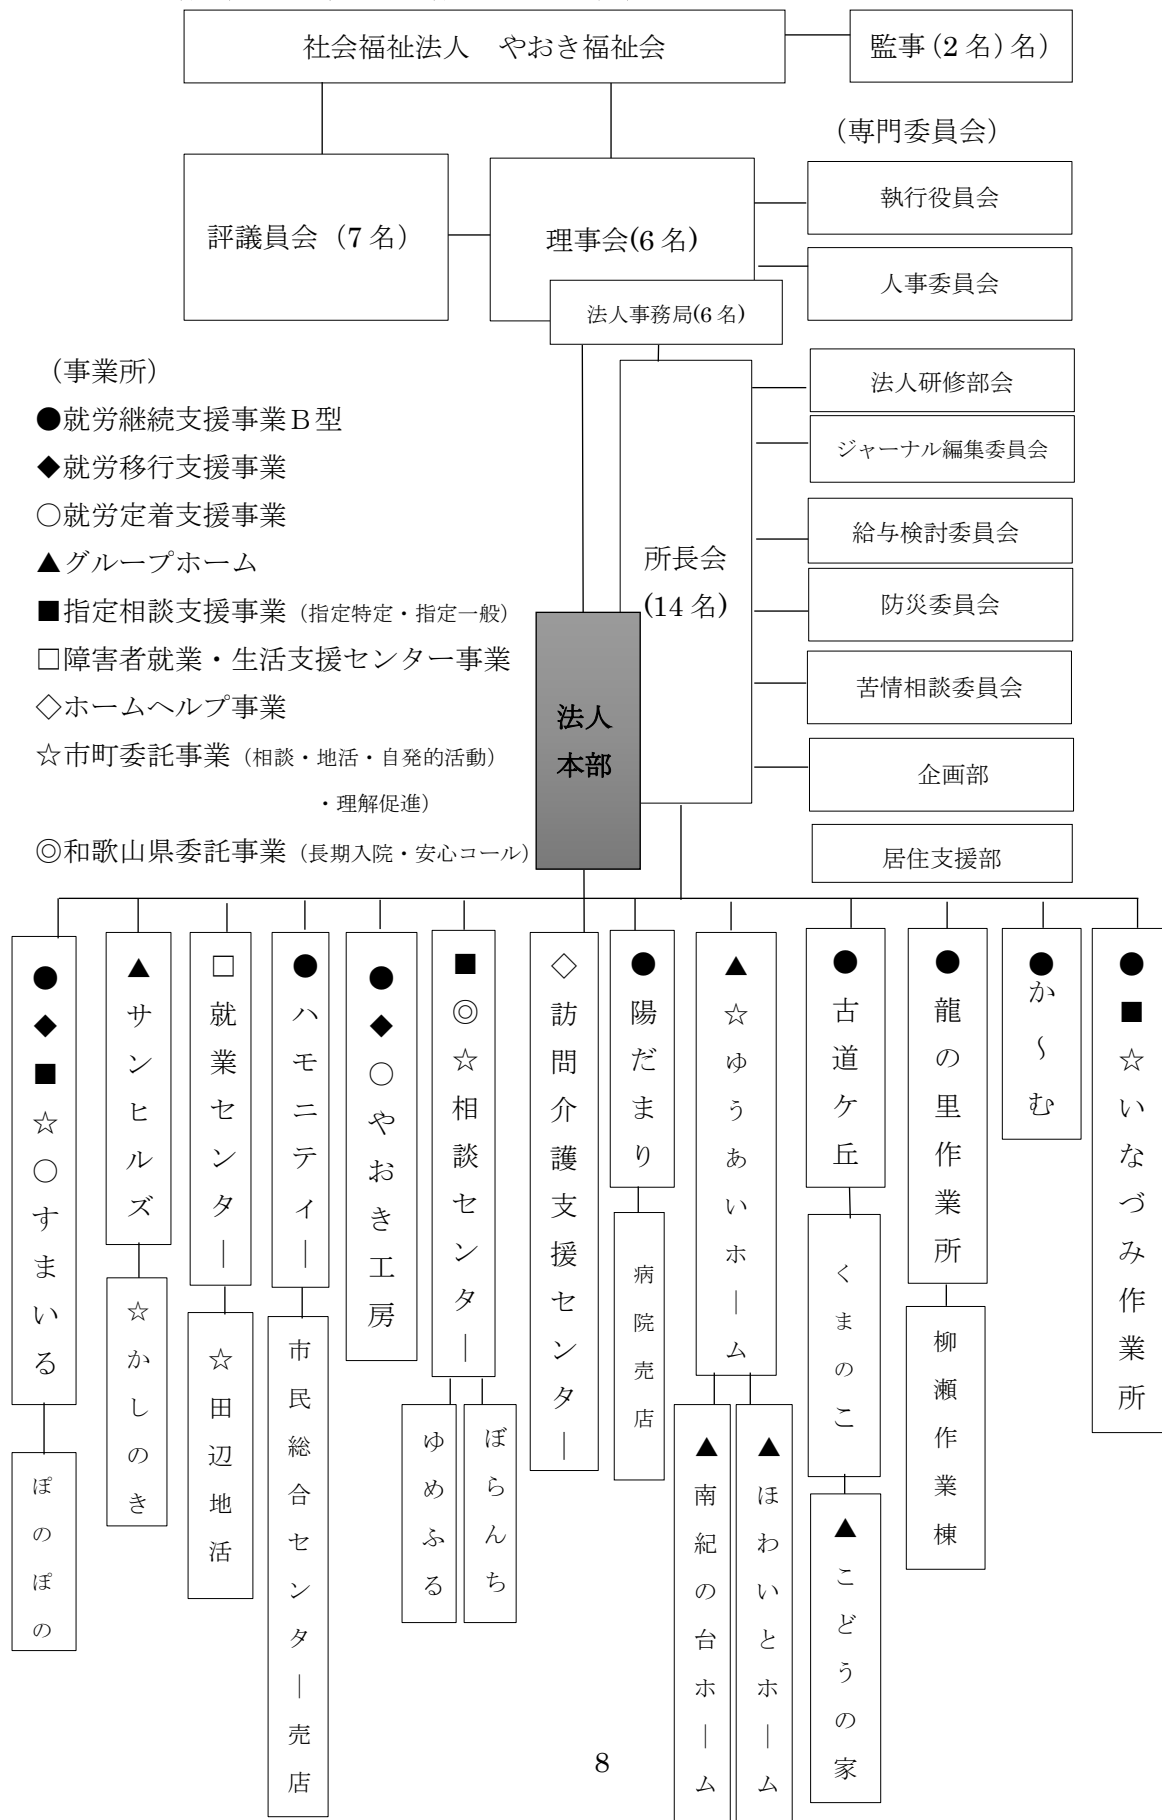 社会福祉法人　やおき福祉会
監事(2名)名)
(専門委員会)
評議員会（7名）
理事会(6名)
執行役員会
人事委員会
法人事務局(6名)
(事業所)
●就労継続支援事業Ｂ型
◆就労移行支援事業
○就労定着支援事業
▲グループホーム
■指定相談支援事業（指定特定・指定一般）
□障害者就業・生活支援センター事業
◇ホームヘルプ事業
☆市町委託事業（相談・地活・自発的活動）
・理解促進）
◎和歌山県委託事業（長期入院・安心コール）
所長会
(14名)
法人
本部
法人研修部会
ジャーナル編集委員会
給与検討委員会
防災委員会
苦情相談委員会
企画部
居住支援部
●◆■☆○すまいる
▲サンヒルズ
□就業センター
●ハモニティー
●◆○やおき工房
■◎☆相談センター
◇訪問介護支援センター
●陽だまり
▲☆ゆうあいホーム
●古道ケ丘
●龍の里作業所
●か～む
●■☆いなづみ作業所
ぽのぽの
☆かしのき
☆田辺地活
市民総合センター売店
ゆめふる
ぼらんち
病院売店
▲南紀の台ホーム
▲ほわいとホーム
くまのこ
▲こどうの家
柳瀬作業棟
8